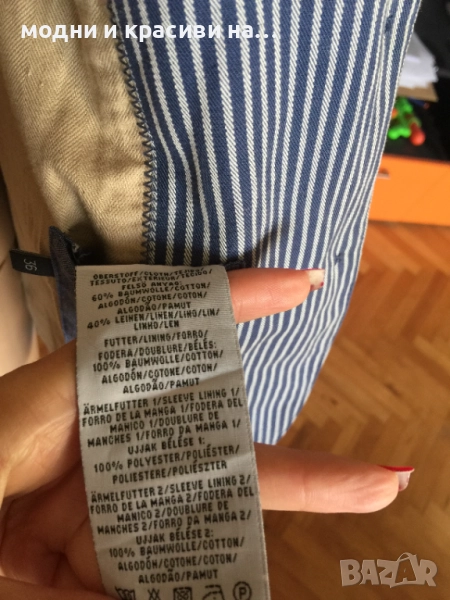 модни и красиви на...
36
OBERSTOFF/CLOTH/TEJIDO/
TESSUTO/EXTERIEUR/TECIDO/
FELSŐ ANYAG:
60% BAUMWOLLE/COTTON/
ALGODÓN/COTONE/COTON/
ALGODÃO/PAMUT
40% LEINEN/LINEN/LINO/LIN/
LINHO/LEN
FUTTER/LINING/FORRO/
FODERA/DOUBLURE/BÉLÉS:
100% BAUMWOLLE/COTTON/
ALGODÓN/COTONE/COTON/
ALGODÃO/PAMUT
ÄRMELFUTTER 1/SLEEVE LINING 1/
FORRO DE LA MANGA 1/FODERA DEL
MANICO 1/DOUBLURE DE
MANCHES 1/FORRO DA MANGA 1/
UJJAK BÉLÉSE 1:
100% POLYESTER/POLIÉSTER/
POLIESTERE/POLIÉSZTER
ÄRMELFUTTER 2/SLEEVE LINING 2/
FORRO DE LA MANGA 2/FODERA DEL
MANICO 2/DOUBLURE DE
MANCHES 2/FORRO DA MANGA 2/
UJJAK BÉLÉSE 2:
100% BAUMWOLLE/COTTON/
ALGODÓN/COTONE/COTON/
ALGODÃO/PAMUT
BAZAR